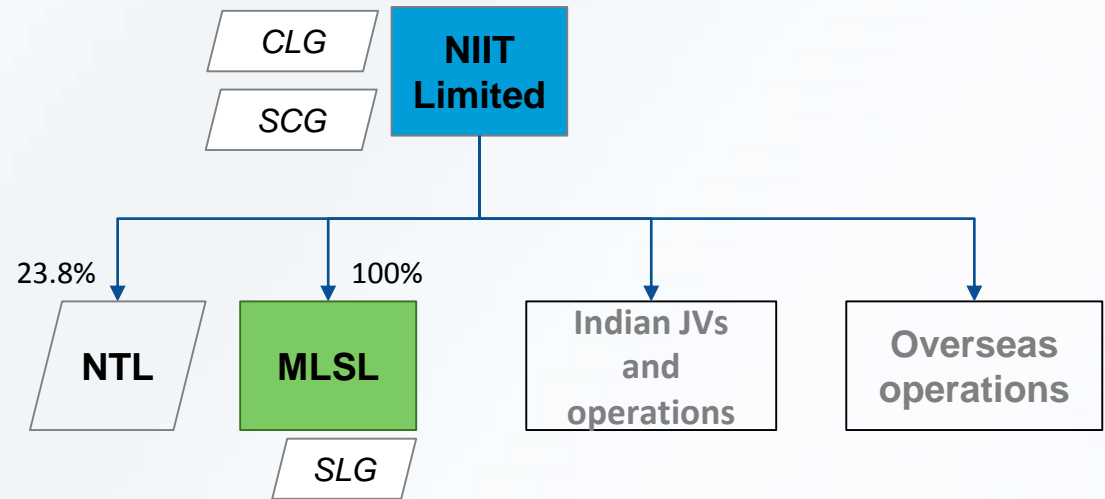 CLG
NIIT
Limited
SCG
23.8%
100%
NTL
MLSL
Indian JVs
and
operations
Overseas
operations
SLG